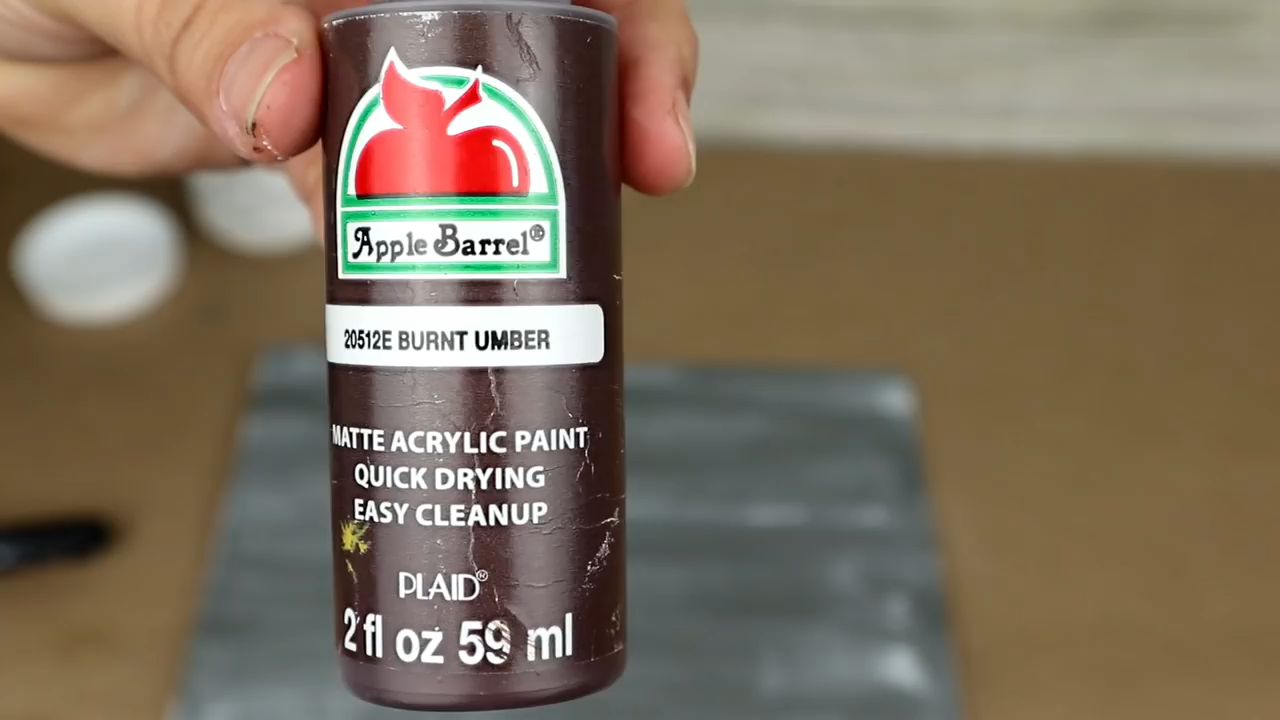 Apple Barrel®
20512E BURNT UMBER
MATTE ACRYLIC PAINT
QUICK DRYING
EASY CLEANUP
PLAID®
2 fl oz 59 ml